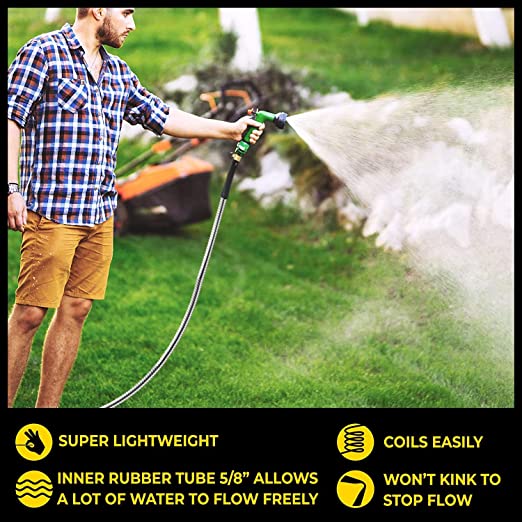 SUPER LIGHTWEIGHT
COILS EASILY
INNER RUBBER TUBE 5/8” ALLOWS
A LOT OF WATER TO FLOW FREELY
WON’T KINK TO
STOP FLOW